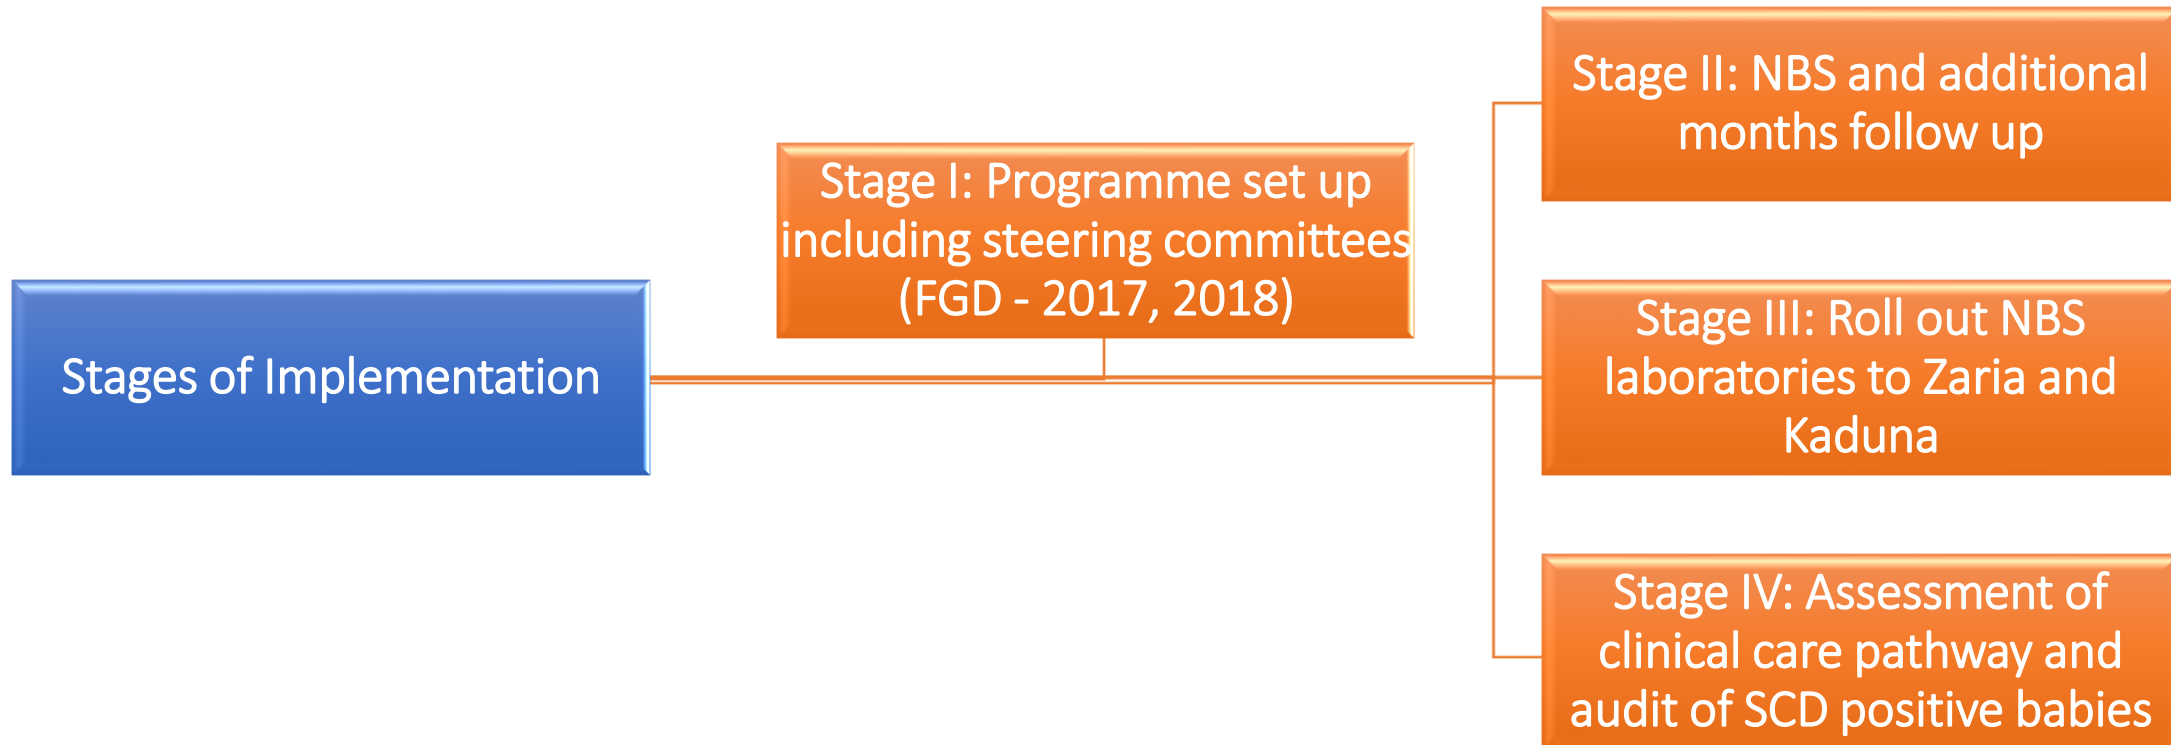 Stages of Implementation
Stage I: Programme set up
including steering committees
(FGD - 2017, 2018)
Stage II: NBS and additional
months follow up
Stage III: Roll out NBS
laboratories to Zaria and
Kaduna
Stage IV: Assessment of
clinical care pathway and
audit of SCD positive babies